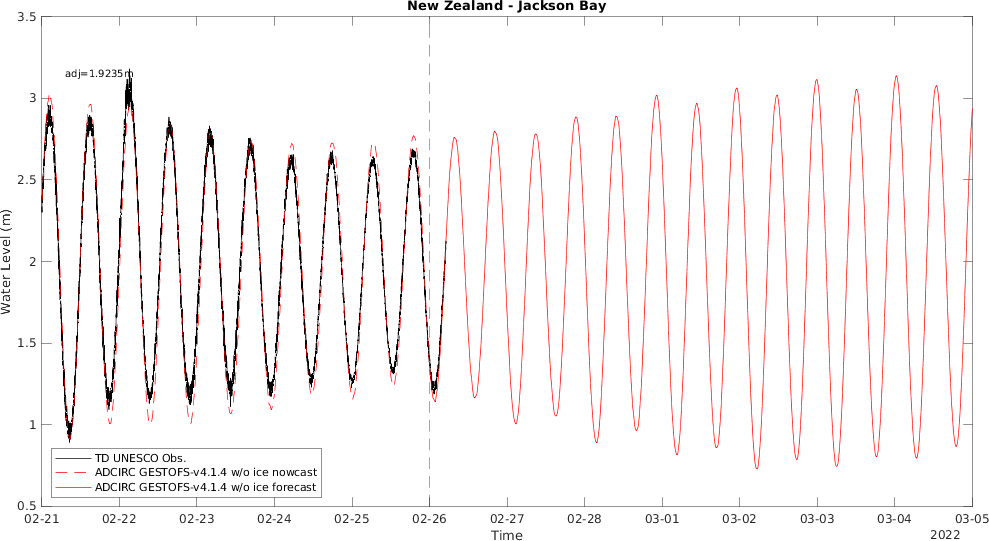 New Zealand - Jackson Bay
3.5
3
2.5
2
1.5
1
0.5
Water Level (m)
adj=1.9235m
TD UNESCO Obs.
ADCIRC GESTOFS-v4.1.4 w/o ice nowcast
ADCIRC GESTOFS-v4.1.4 w/o ice forecast
02-21 02-22 02-23 02-24 02-25 02-26 02-27 02-28 03-01 03-02 03-03 03-04 03-05
Time
2022